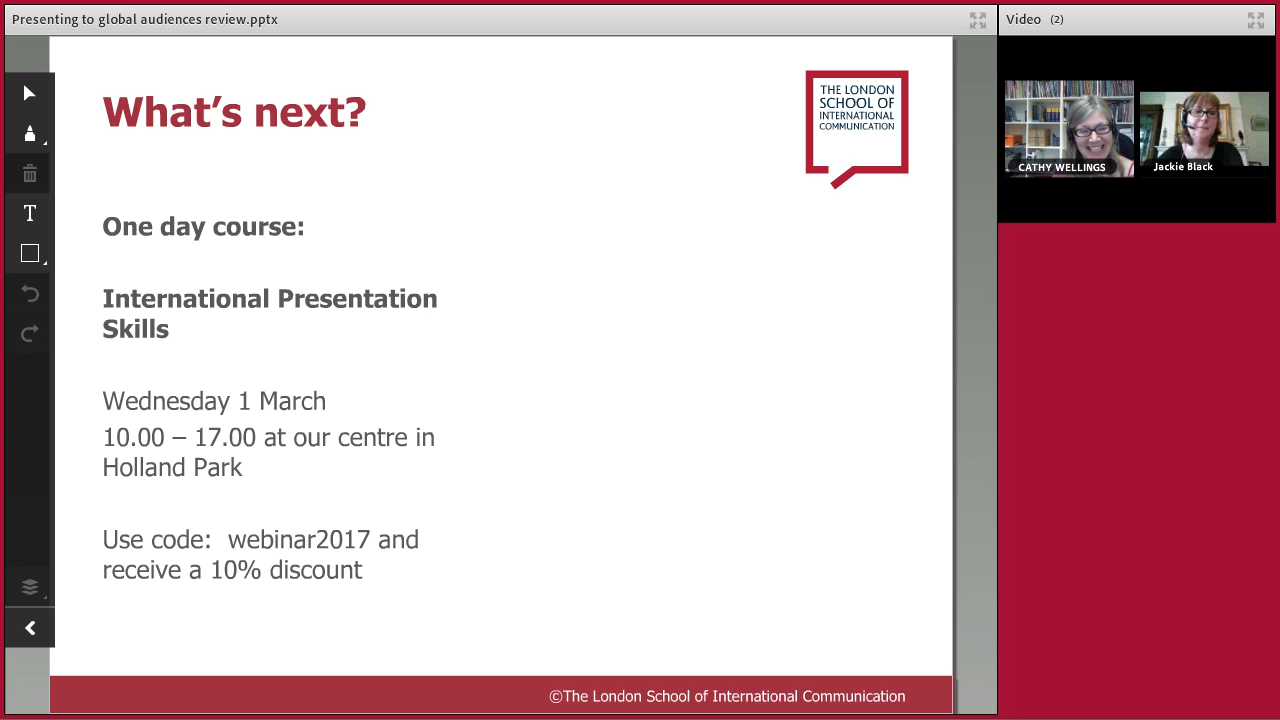 Presenting to global audiences review.pptx
Video (2)
What's next?
THE LONDON
SCHOOL OF
INTERNATIONAL
COMMUNICATION
CATHY WELLINGS
Jackie Black
One day course:
International Presentation
Skills
Wednesday 1 March
10.00 – 17.00 at our centre in
Holland Park
Use code:  webinar2017 and
receive a 10% discount
T
©The London School of International Communication